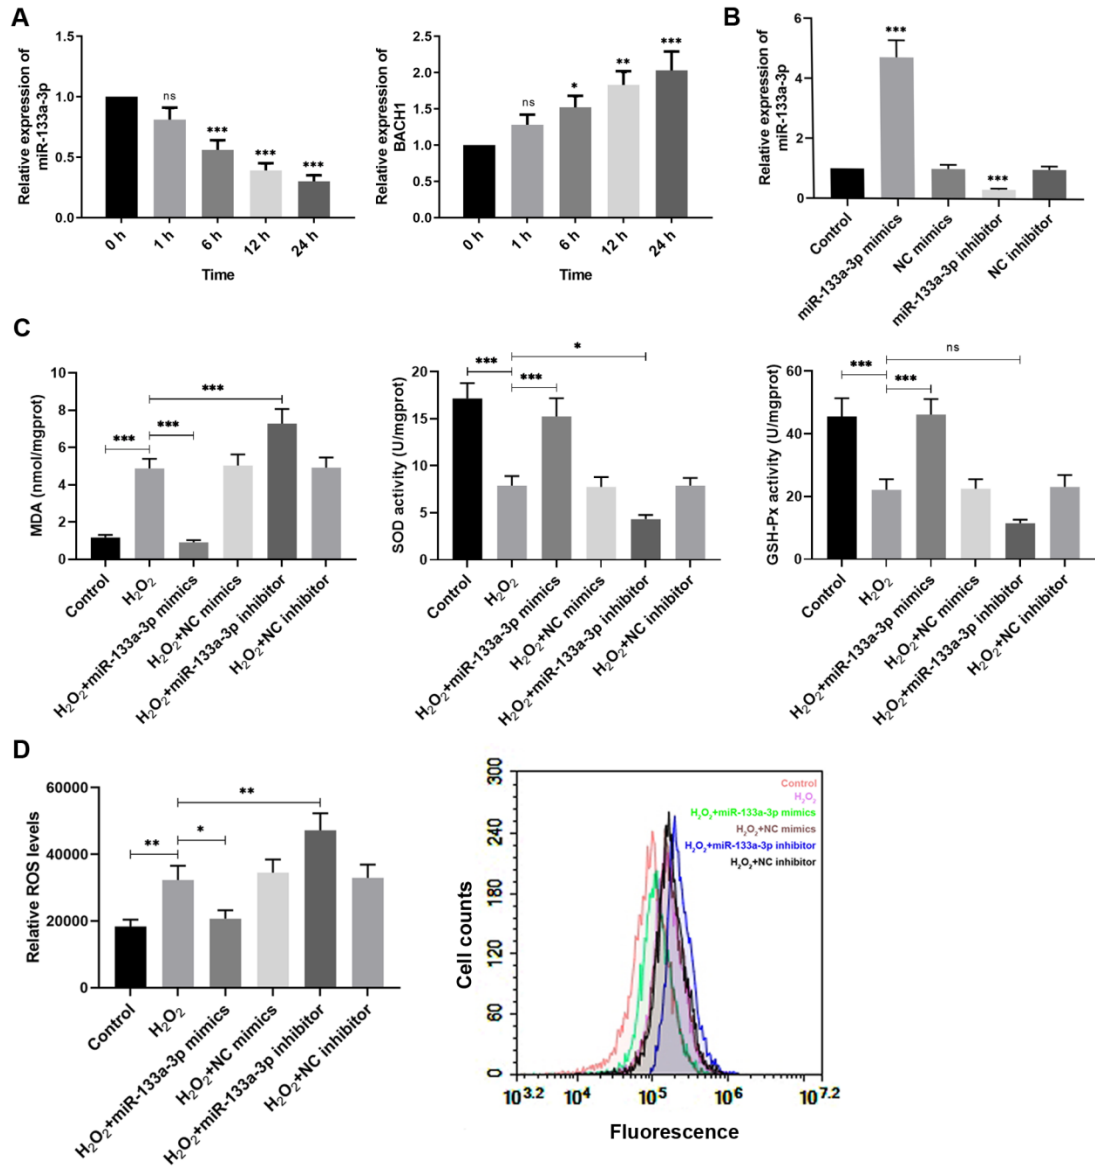 A
Relative expression of
miR-133a-3p
1.5
1.0
0.5
0.0
ns
***
***
***
0 h
1 h
6 h
12 h
24 h
Time
Relative expression of
BACH1
2.5
2.0
1.5
1.0
0.5
0.0
ns
*
**
***
0 h
1 h
6 h
12 h
24 h
Time
B
Relative expression of
miR-133a-3p
6
4
2
0
***
***
Control
miR-133a-3p mimics
NC mimics
miR-133a-3p inhibitor
NC inhibitor
C
MDA (nmol/mgprot)
10
8
6
4
2
0
***
***
***
Control
H₂O₂
H₂O₂+miR-133a-3p mimics
H₂O₂+NC mimics
H₂O₂+miR-133a-3p inhibitor
H₂O₂+NC inhibitor
SOD activity (U/mgprot)
20
15
10
5
0
***
***
*
Control
H₂O₂
H₂O₂+miR-133a-3p mimics
H₂O₂+NC mimics
H₂O₂+miR-133a-3p inhibitor
H₂O₂+NC inhibitor
GSH-Px activity (U/mgprot)
60
40
20
0
***
***
ns
Control
H₂O₂
H₂O₂+miR-133a-3p mimics
H₂O₂+NC mimics
H₂O₂+miR-133a-3p inhibitor
H₂O₂+NC inhibitor
D
Relative ROS levels
60000
40000
20000
0
**
*
**
Control
H₂O₂
H₂O₂+miR-133a-3p mimics
H₂O₂+NC mimics
H₂O₂+miR-133a-3p inhibitor
H₂O₂+NC inhibitor
Cell counts
300
240
180
120
60
0
Control
H₂O₂
H₂O₂+miR-133a-3p mimics
H₂O₂+NC mimics
H₂O₂+miR-133a-3p inhibitor
H₂O₂+NC inhibitor
10^3.2
10^4
10^5
10^6
10^7.2
Fluorescence